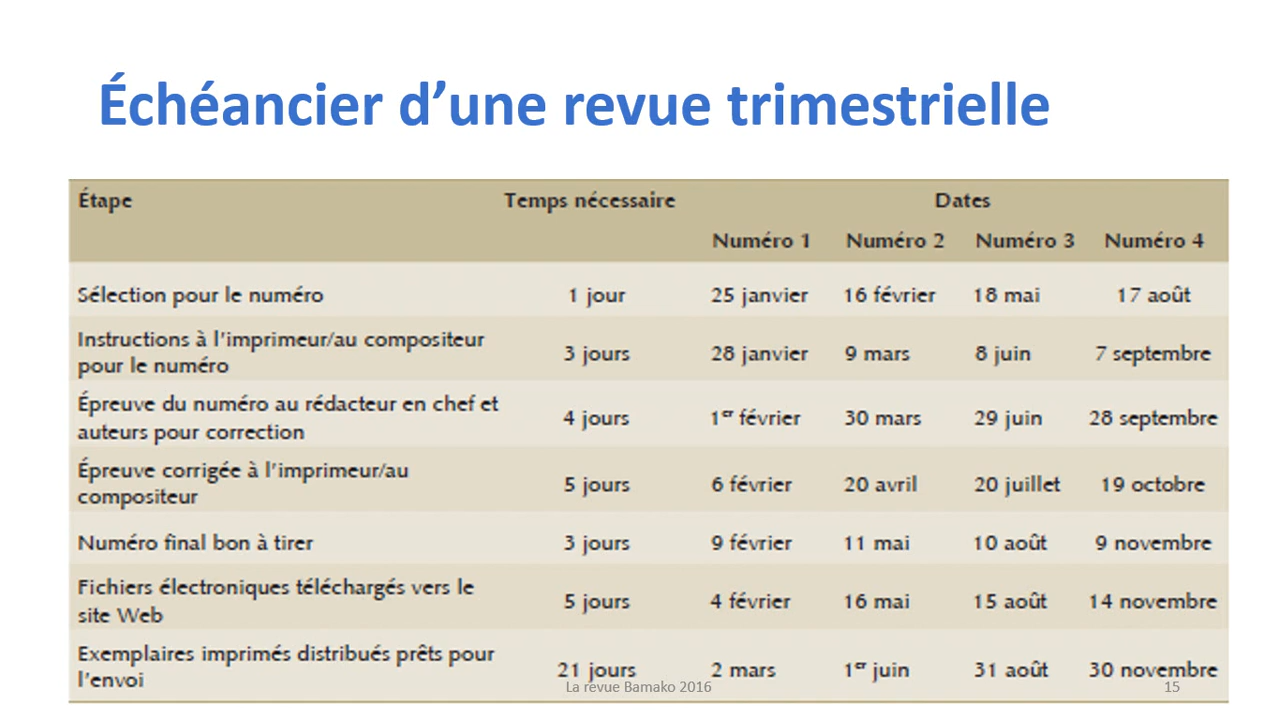 Échéancier d’une revue trimestrielle
Étape Temps nécessaire Dates
Numéro 1 Numéro 2 Numéro 3 Numéro 4
Sélection pour le numéro 1 jour 25 janvier 16 février 18 mai 17 août
Instructions à l’imprimeur/au compositeur
pour le numéro 3 jours 28 janvier 9 mars 8 juin 7 septembre
Épreuve du numéro au rédacteur en chef et
auteurs pour correction 4 jours 1er février 30 mars 29 juin 28 septembre
Épreuve corrigée à l’imprimeur/au
compositeur 5 jours 6 février 20 avril 20 juillet 19 octobre
Numéro final bon à tirer 3 jours 9 février 11 mai 10 août 9 novembre
Fichiers électroniques téléchargés vers le
site Web 5 jours 4 février 16 mai 15 août 14 novembre
Exemplaires imprimés distribués prêts pour
l’envoi 21 jours 2 mars 1er juin 31 août 30 novembre
La revue Bamako 2016 15